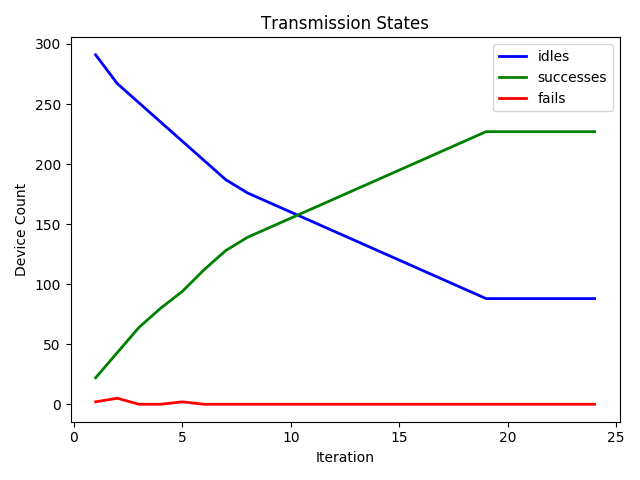 Transmission States
Device Count
300
250
200
150
100
50
0
idles
successes
fails
0 5 10 15 20 25
Iteration